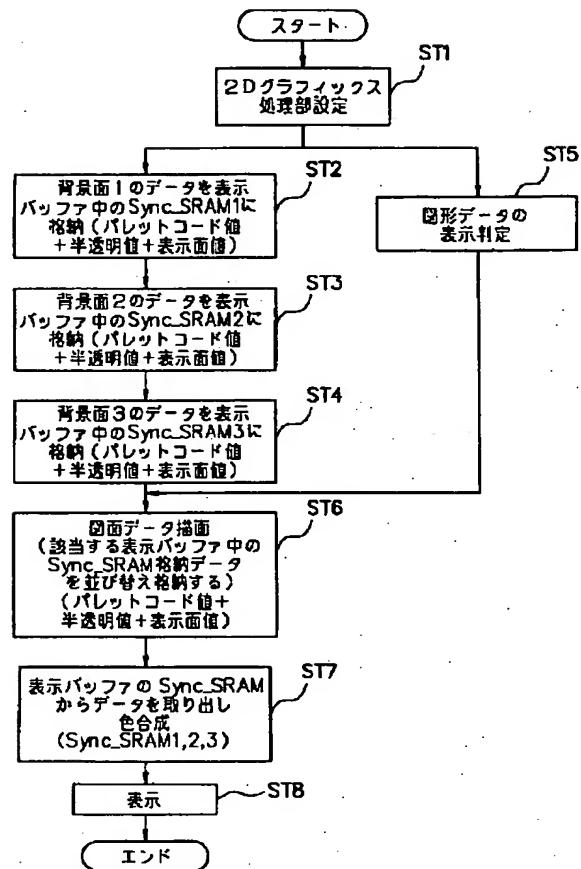 スタート
ST1
2Dグラフィックス
処理部設定
ST2
背景面1のデータを表示
バッファ中のSync_SRAM1に
格納(パレットコード値
+半透明値+表示面値)
ST5
図形データの
表示判定
ST3
背景面2のデータを表示
バッファ中のSync_SRAM2に
格納(パレットコード値
+半透明値+表示面値)
ST4
背景面3のデータを表示
バッファ中のSync_SRAM3に
格納(パレットコード値
+半透明値+表示面値)
ST6
図面データ描画
(該当する表示バッファ中の
Sync_SRAM格納データ
を並び替え格納する)
(パレットコード値+
半透明値+表示面値)
ST7
表示バッファのSync_SRAM
からデータを取り出し
色合成
(Sync_SRAM1,2,3)
ST8
表示
エンド